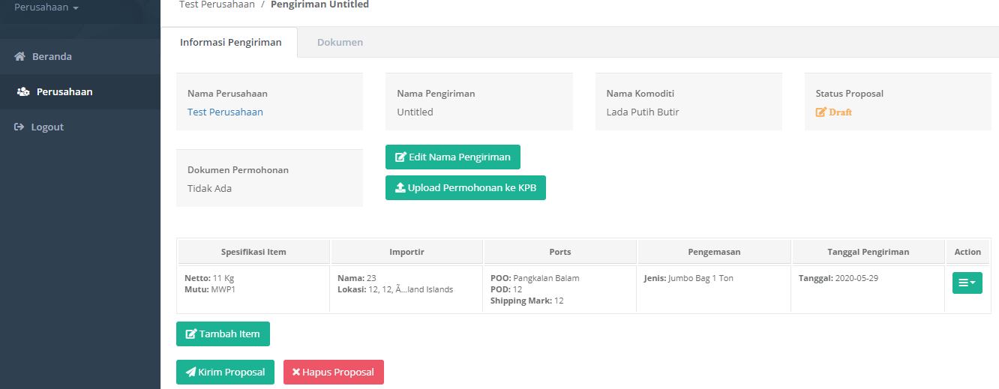 Perusahaan
Test Perusahaan / Pengiriman Untitled
Beranda
Perusahaan
Logout
Informasi Pengiriman
Dokumen
Nama Perusahaan
Test Perusahaan
Nama Pengiriman
Untitled
Nama Komoditi
Lada Putih Butir
Status Proposal
Draft
Dokumen Permohonan
Tidak Ada
Edit Nama Pengiriman
Upload Permohonan ke KPB
Spesifikasi Item
Importir
Ports
Pengemasan
Tanggal Pengiriman
Action
Netto: 11 Kg
Mutu: MWP1
Nama: 23
Lokasi: 12, 12, Ã…land Islands
POO: Pangkalan Balam
POD: 12
Shipping Mark: 12
Jenis: Jumbo Bag 1 Ton
Tanggal: 2020-05-29
Tambah Item
Kirim Proposal
Hapus Proposal